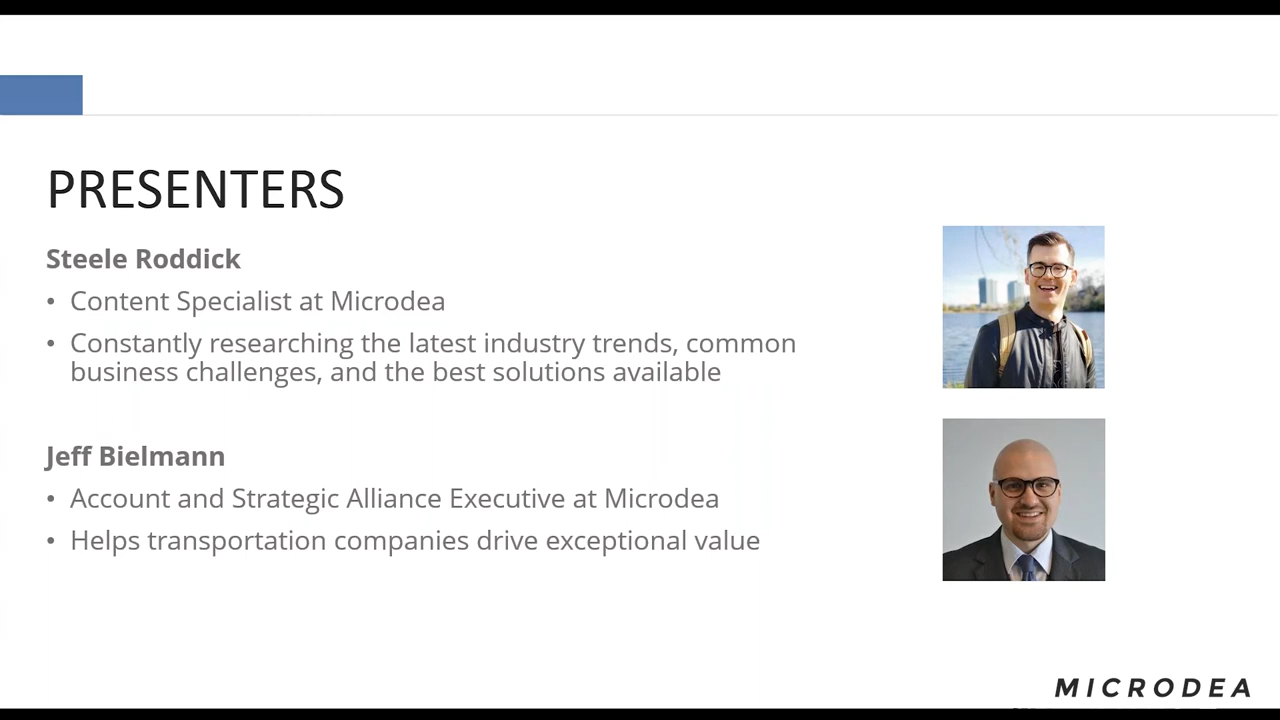 PRESENTERS
Steele Roddick
• Content Specialist at Microdea
• Constantly researching the latest industry trends, common
business challenges, and the best solutions available
Jeff Bielmann
• Account and Strategic Alliance Executive at Microdea
• Helps transportation companies drive exceptional value
MICRODEA